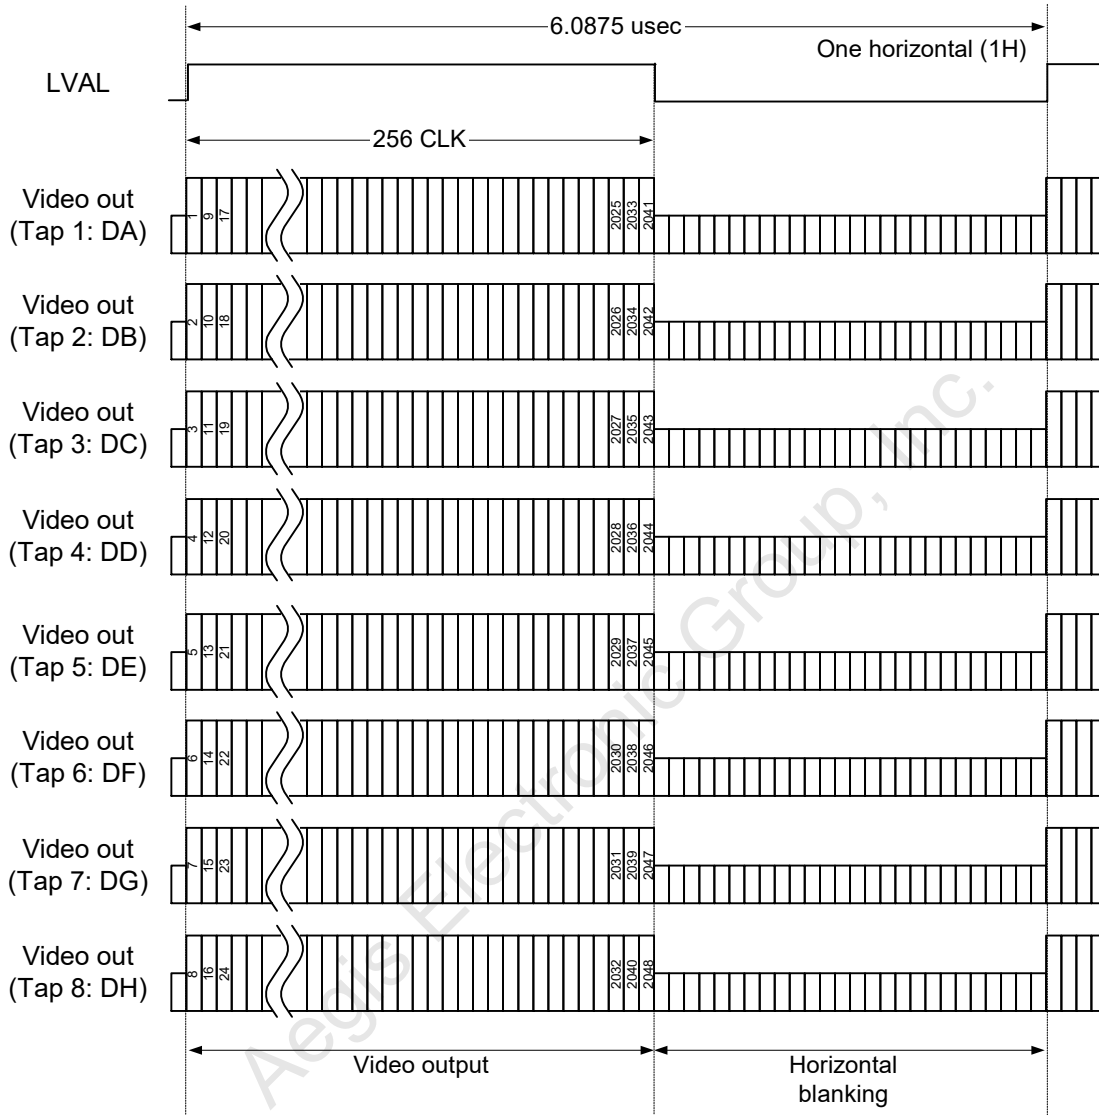 6.0875 usec
One horizontal (1H)
LVAL
256 CLK
Video out
(Tap 1: DA)
1 9 17 2025 2033 2041
Video out
(Tap 2: DB)
2 10 18 2026 2034 2042
Video out
(Tap 3: DC)
3 11 19 2027 2035 2043
Video out
(Tap 4: DD)
4 12 20 2028 2036 2044
Video out
(Tap 5: DE)
5 13 21 2029 2037 2045
Video out
(Tap 6: DF)
6 14 22 2030 2038 2046
Video out
(Tap 7: DG)
7 15 23 2031 2039 2047
Video out
(Tap 8: DH)
8 16 24 2032 2040 2048
Video output
Horizontal
blanking
Aegis Electronic Group, Inc.